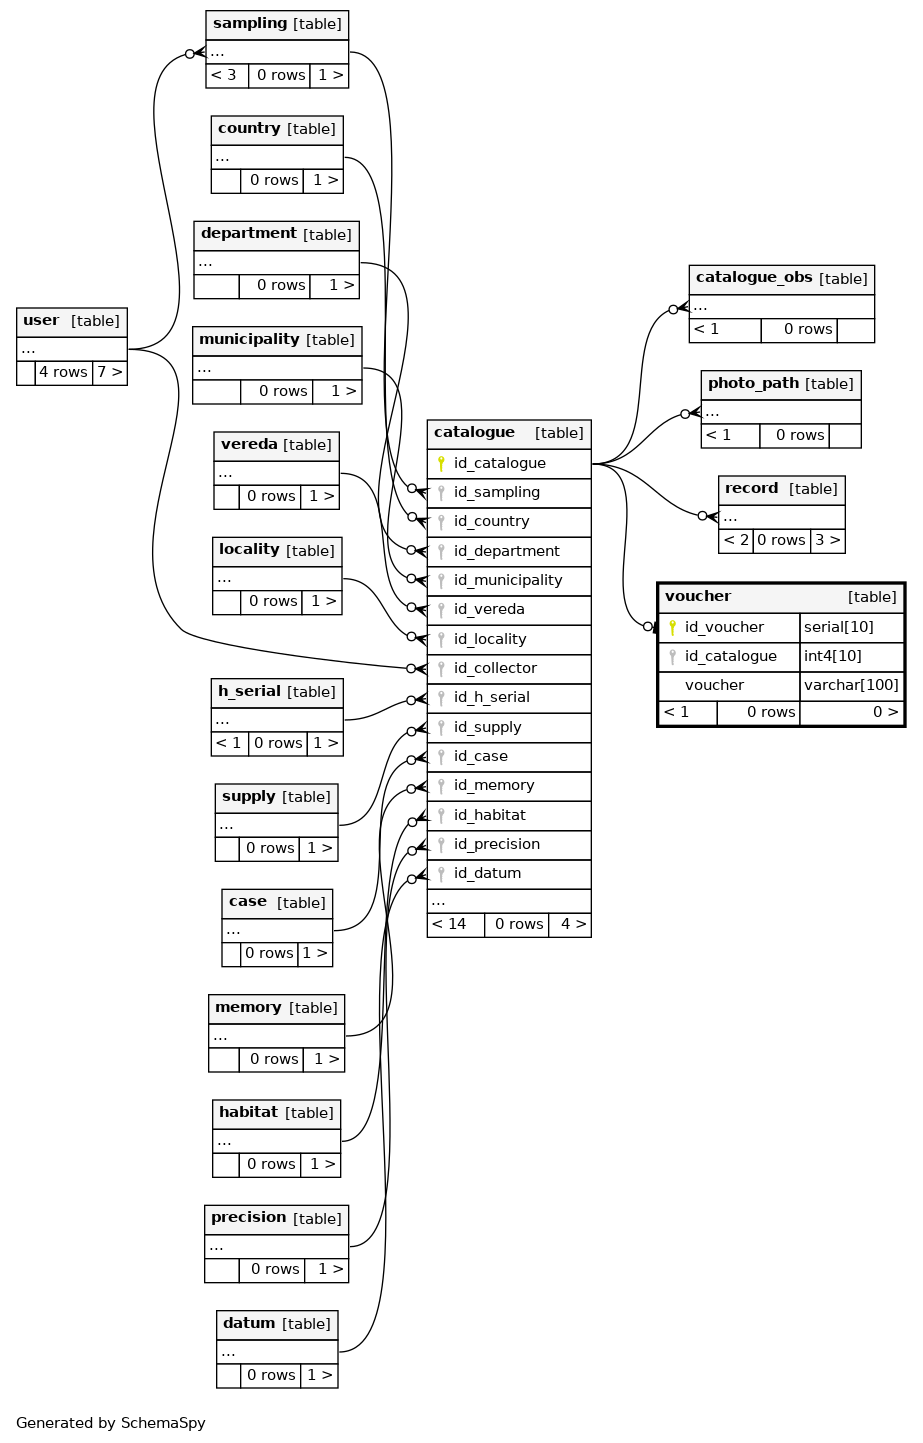 sampling [table]
...
< 3 0 rows 1 >
country [table]
...
0 rows 1 >
department [table]
...
0 rows 1 >
user [table]
...
4 rows 7 >
municipality [table]
...
0 rows 1 >
vereda [table]
...
0 rows 1 >
locality [table]
...
0 rows 1 >
h_serial [table]
...
< 1 0 rows 1 >
supply [table]
...
0 rows 1 >
case [table]
...
0 rows 1 >
memory [table]
...
0 rows 1 >
habitat [table]
...
0 rows 1 >
precision [table]
...
0 rows 1 >
datum [table]
...
0 rows 1 >
catalogue [table]
id_catalogue
id_sampling
id_country
id_department
id_municipality
id_vereda
id_locality
id_collector
id_h_serial
id_supply
id_case
id_memory
id_habitat
id_precision
id_datum
...
< 14 0 rows 4 >
catalogue_obs [table]
...
< 1 0 rows
photo_path [table]
...
< 1 0 rows
record [table]
...
< 2 0 rows 3 >
voucher [table]
id_voucher serial[10]
id_catalogue int4[10]
voucher varchar[100]
< 1 0 rows 0 >
Generated by SchemaSpy